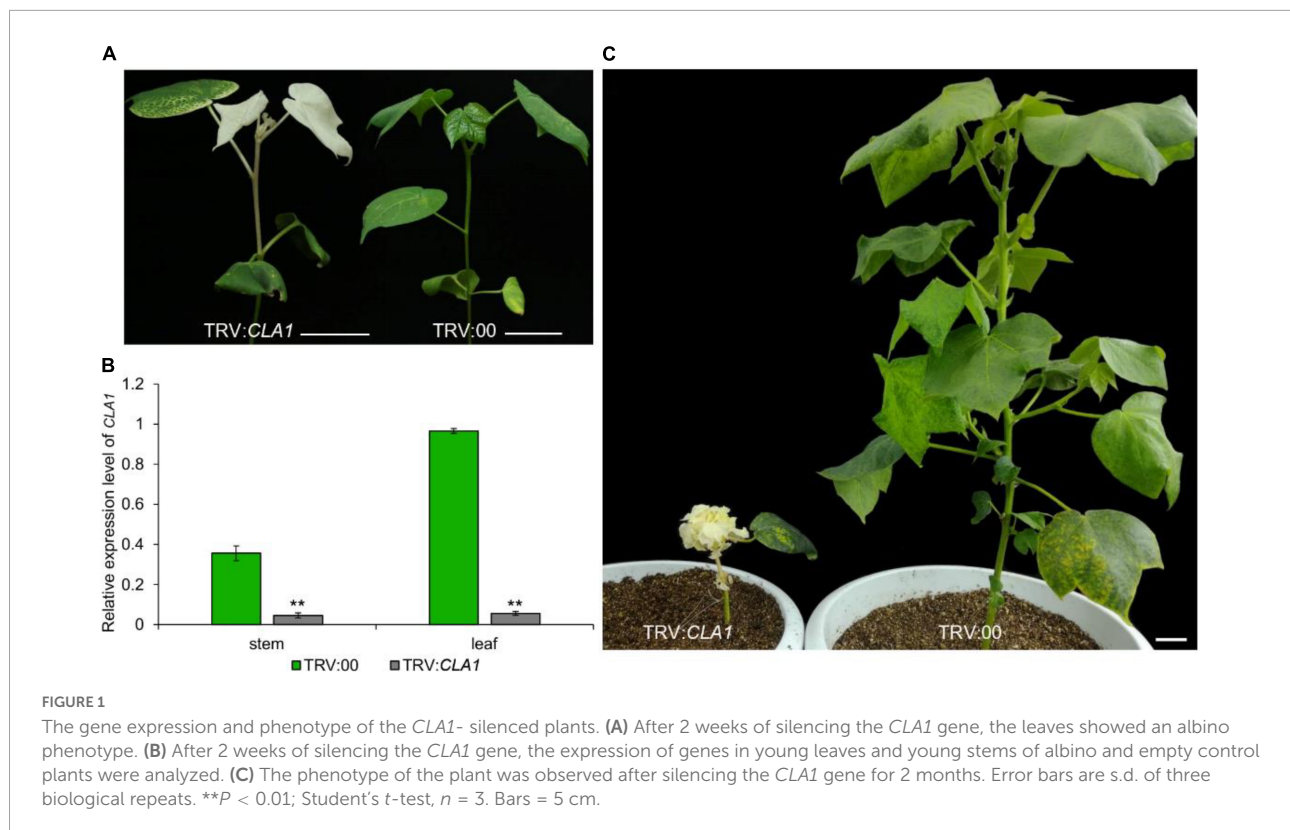 A
TRV:CLA1
TRV:00
B
Relative expression level of CLA1
1.2
1
0.8
0.6
0.4
0.2
0
**
**
stem
leaf
TRV:00
TRV:CLA1
C
TRV:CLA1
TRV:00
FIGURE 1
The gene expression and phenotype of the CLA1- silenced plants. (A) After 2 weeks of silencing the CLA1 gene, the leaves showed an albino
phenotype. (B) After 2 weeks of silencing the CLA1 gene, the expression of genes in young leaves and young stems of albino and empty control
plants were analyzed. (C) The phenotype of the plant was observed after silencing the CLA1 gene for 2 months. Error bars are s.d. of three
biological repeats. **P < 0.01; Student's t-test, n = 3. Bars = 5 cm.